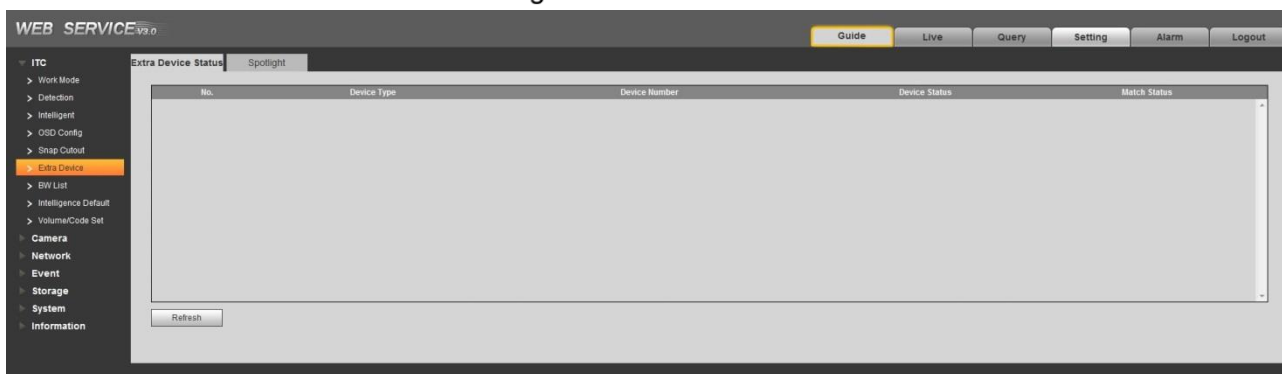 WEB SERVICE V3.0
Guide Live Query Setting Alarm Logout
ITC
Work Mode
Detection
Intelligent
OSD Config
Snap Cutout
Extra Device
BW List
Intelligence Default
Volume/Code Set
Camera
Network
Event
Storage
System
Information
Extra Device Status Spotlight
No. Device Type Device Number Device Status Match Status
Refresh